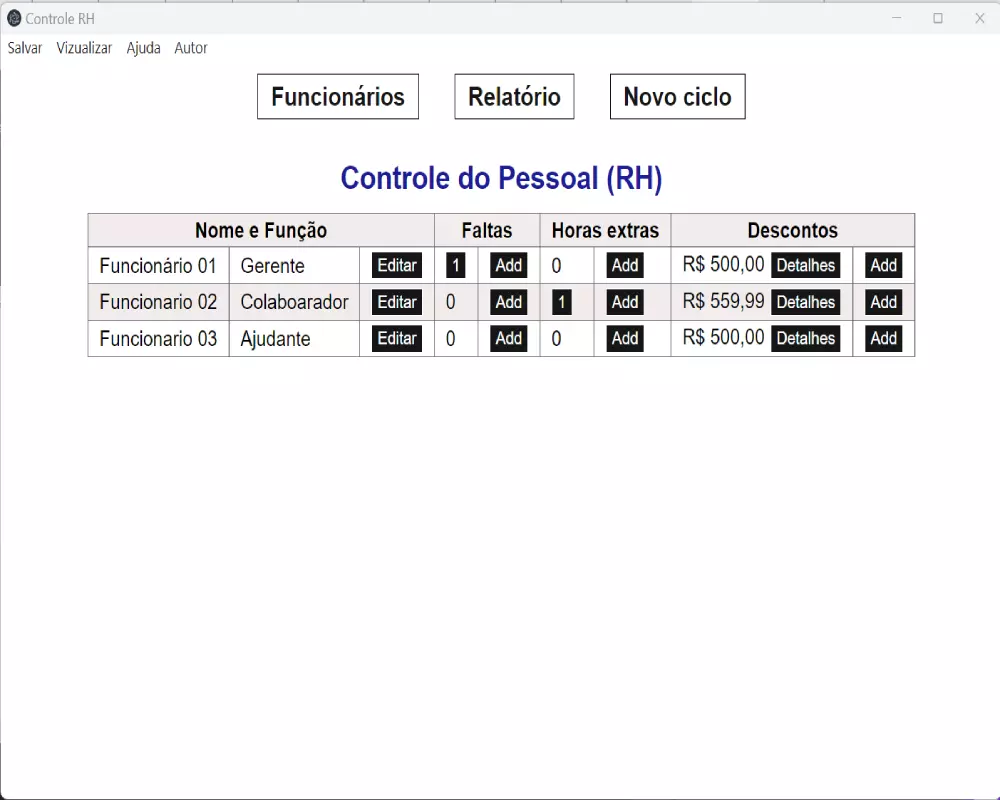 Controle RH
Salvar Vizualizar Ajuda Autor
Funcionários Relatório Novo ciclo
Controle do Pessoal (RH)
Nome e Função Faltas Horas extras Descontos
Funcionário 01 Gerente Editar 1 Add 0 Add R$ 500,00 Detalhes Add
Funcionario 02 Colaboarador Editar 0 Add 1 Add R$ 559,99 Detalhes Add
Funcionario 03 Ajudante Editar 0 Add 0 Add R$ 500,00 Detalhes Add